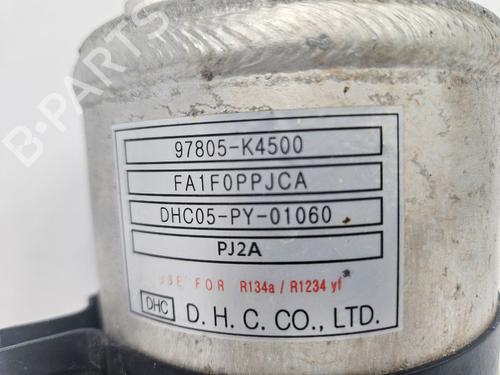 B-PARTS
97805-K4500
FA1F0PPJCA
DHC05-PY-01060
PJ2A
USE FOR R134a / R1234 yf
DHC D. H. C. CO., LTD.